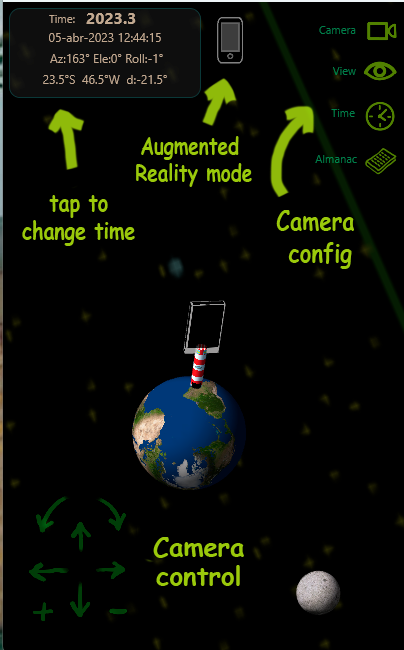 Time: 2023.3
05-abr-2023 12:44:15
Az:163° Ele:0° Roll:-1°
23.5°S 46.5°W d:-21.5°
Camera
View
Time
Almanac
Augmented
Reality mode
tap to
change time
Camera
config
Camera
control